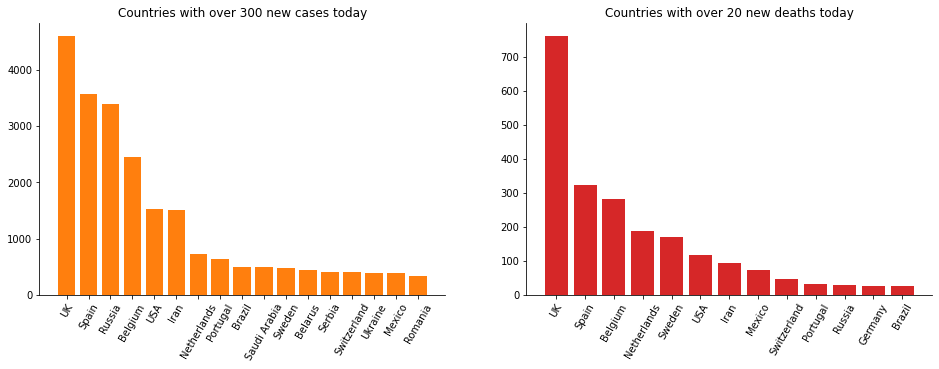 Countries with over 300 new cases today
4000
3000
2000
1000
0
UK
Spain
Russia
Belgium
USA
Iran
Netherlands
Portugal
Brazil
Saudi Arabia
Sweden
Belarus
Serbia
Switzerland
Ukraine
Mexico
Romania
Countries with over 20 new deaths today
700
600
500
400
300
200
100
0
UK
Spain
Belgium
Netherlands
Sweden
USA
Iran
Mexico
Switzerland
Portugal
Russia
Germany
Brazil